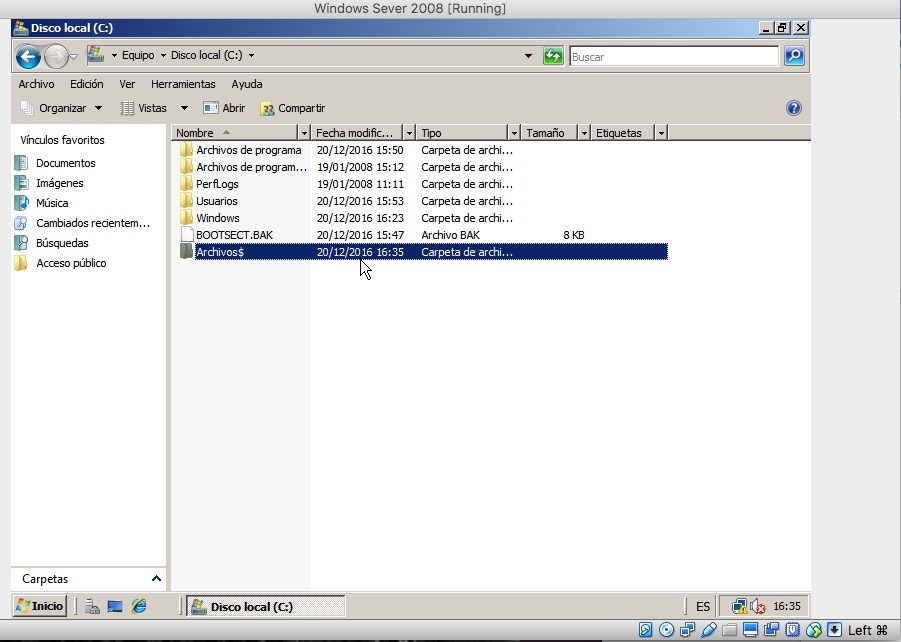 Windows Sever 2008 [Running]
Disco local (C:)
Equipo Disco local (C:) Buscar
Archivo Edición Ver Herramientas Ayuda
Organizar Vistas Abrir Compartir
Vínculos favoritos
Documentos
Imágenes
Música
Cambiados recientem...
Búsquedas
Acceso público
Carpetas
Nombre Fecha modific... Tipo Tamaño Etiquetas
Archivos de programa 20/12/2016 15:50 Carpeta de archi...
Archivos de program... 19/01/2008 15:12 Carpeta de archi...
PerfLogs 19/01/2008 11:11 Carpeta de archi...
Usuarios 20/12/2016 15:53 Carpeta de archi...
Windows 20/12/2016 16:23 Carpeta de archi...
BOOTSECT.BAK 20/12/2016 15:47 Archivo BAK 8 KB
Archivos$ 20/12/2016 16:35 Carpeta de archi...
Inicio Disco local (C:) ES 16:35
Left ⌘